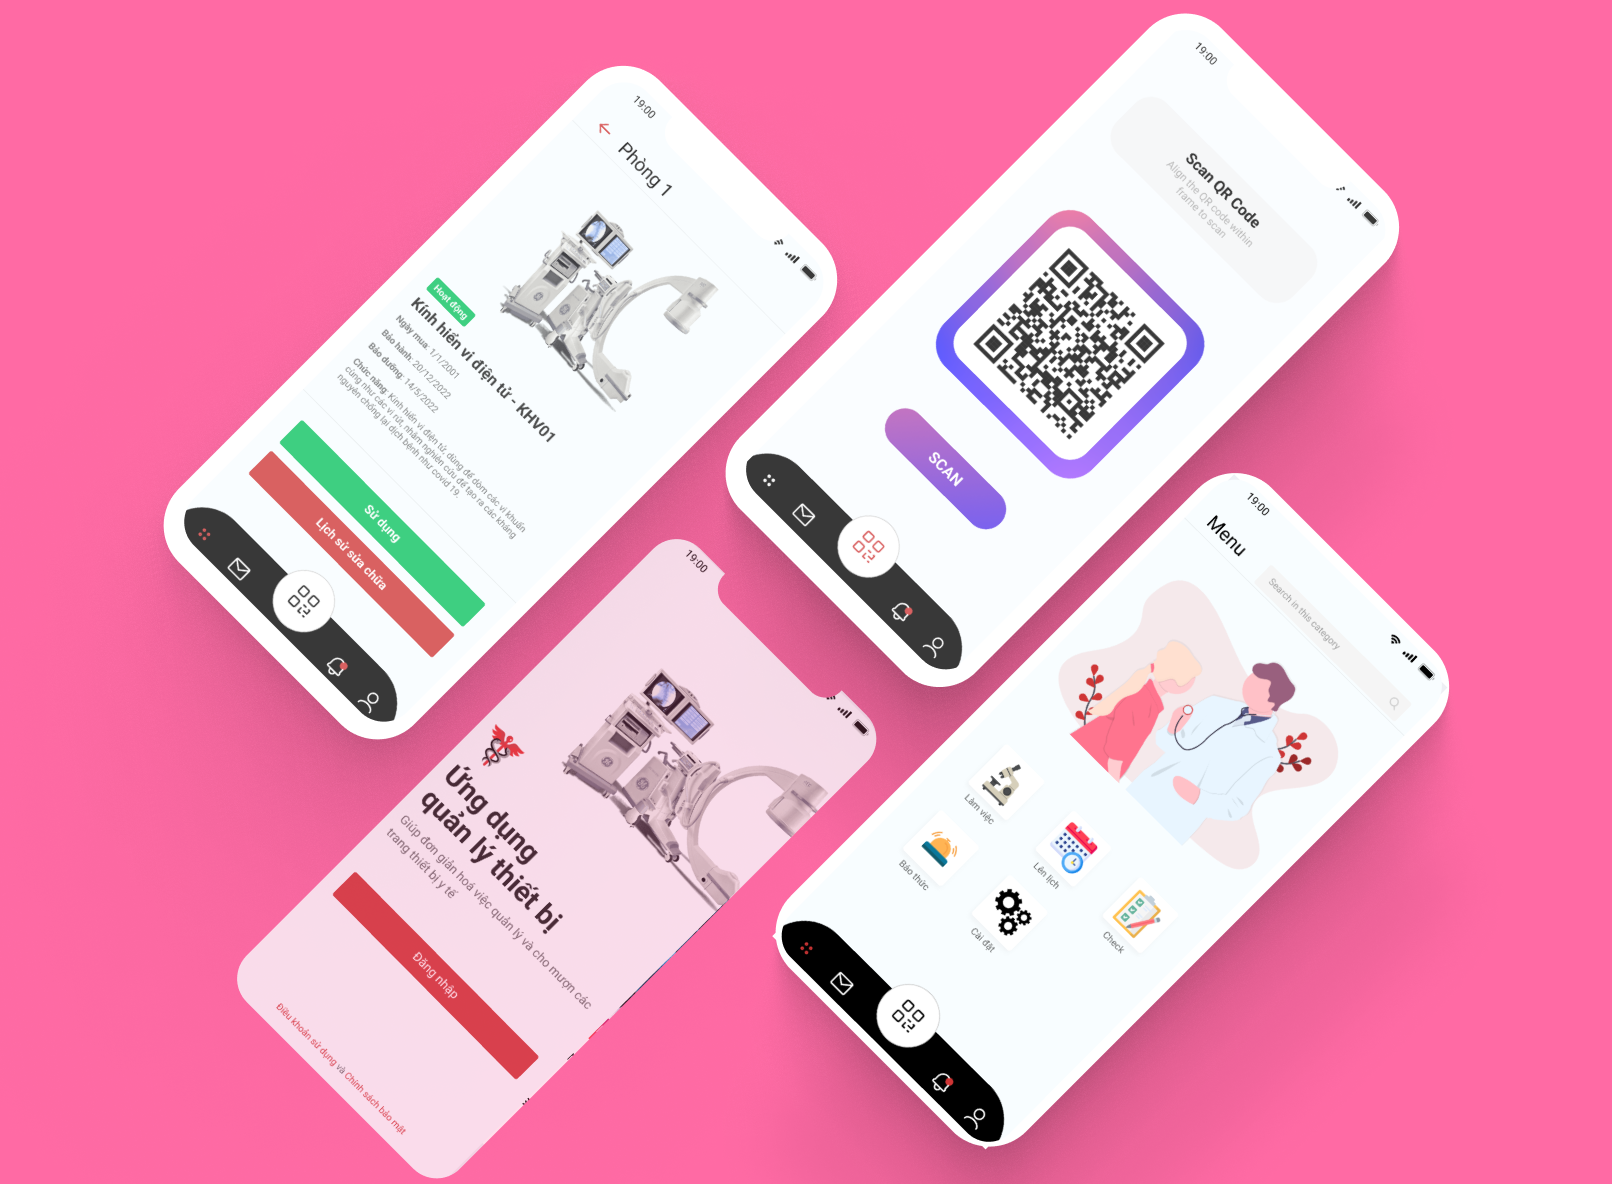 19:00
Phòng 1
Hoạt động
Kính hiển vi điện tử - KHV01
Ngày mua: 1/1/2001
Bảo hành: 20/12/2022
Bảo dưỡng: 14/5/2022
Chức năng: Kính hiển vi điện tử, dùng để dòm các vi khuẩn
cũng như các vi rút, nhằm nghiên cứu để tạo ra các kháng
nguyên chống lại dịch bệnh như covid 19.
Sử dụng
Lịch sử sửa chữa
19:00
Scan QR Code
Align the QR code within
frame to scan
SCAN
19:00
Ứng dụng
quản lý thiết bị
Giúp đơn giản hoá việc quản lý và cho mượn các
trang thiết bị y tế
Đăng nhập
Điều khoản sử dụng và Chính sách bảo mật
19:00
Menu
Search in this category
Làm việc
Báo thức
Lên lịch
Cài đặt
Check